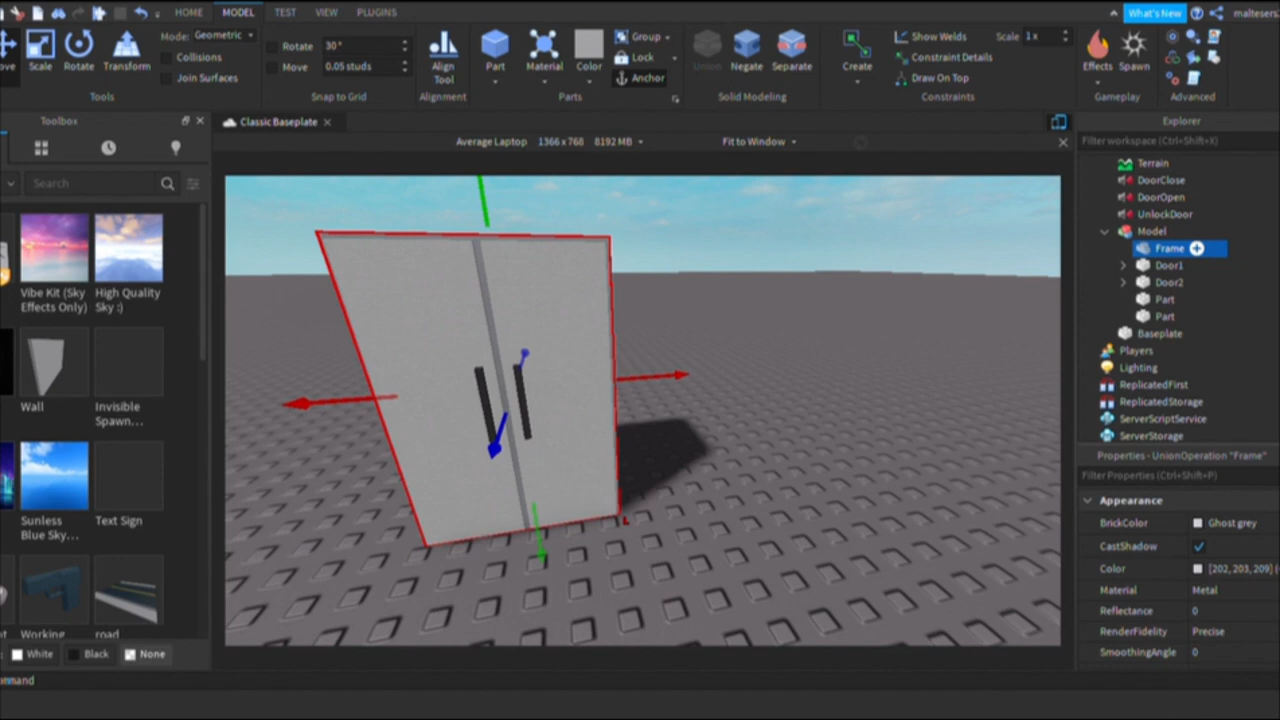 HOME MODEL TEST VIEW PLUGINS What's New
Mode: Geometric Collisions Join Surfaces
Scale Rotate Transform
Tools
Rotate 30°
Move 0.05 studs
Snap to Grid
Align Tool
Alignment
Part Material Color Group Lock Anchor
Parts
Union Negate Separate
Solid Modeling
Create Show Welds Scale 1x
Constraint Details
Draw On Top
Constraints
Effects Spawn
Gameplay
Advanced
Toolbox
Search
Vibe Kit (Sky Effects Only)
High Quality Sky :)
Wall
Invisible Spawn...
Sunless Blue Sky...
Text Sign
Working
road
White Black None
Classic Baseplate
Average Laptop 1366 x 768 8192 MB Fit to Window
Explorer
Filter workspace (Ctrl+Shift+X)
Terrain
DoorClose
DoorOpen
UnlockDoor
Model
Frame
Door1
Door2
Part
Part
Baseplate
Players
Lighting
ReplicatedFirst
ReplicatedStorage
ServerScriptService
ServerStorage
Properties - UnionOperation "Frame"
Filter Properties (Ctrl+Shift+P)
Appearance
BrickColor Ghost grey
CastShadow
Color [202, 203, 209]
Material Metal
Reflectance 0
RenderFidelity Precise
SmoothingAngle 0